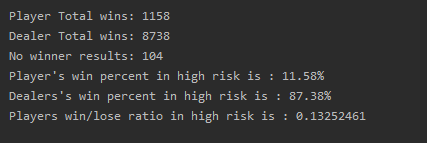 Player Total wins: 1158
Dealer Total wins: 8738
No winner results: 104
Player's win percent in high risk is : 11.58%
Dealers's win percent in high risk is : 87.38%
Players win/lose ratio in high risk is : 0.13252461